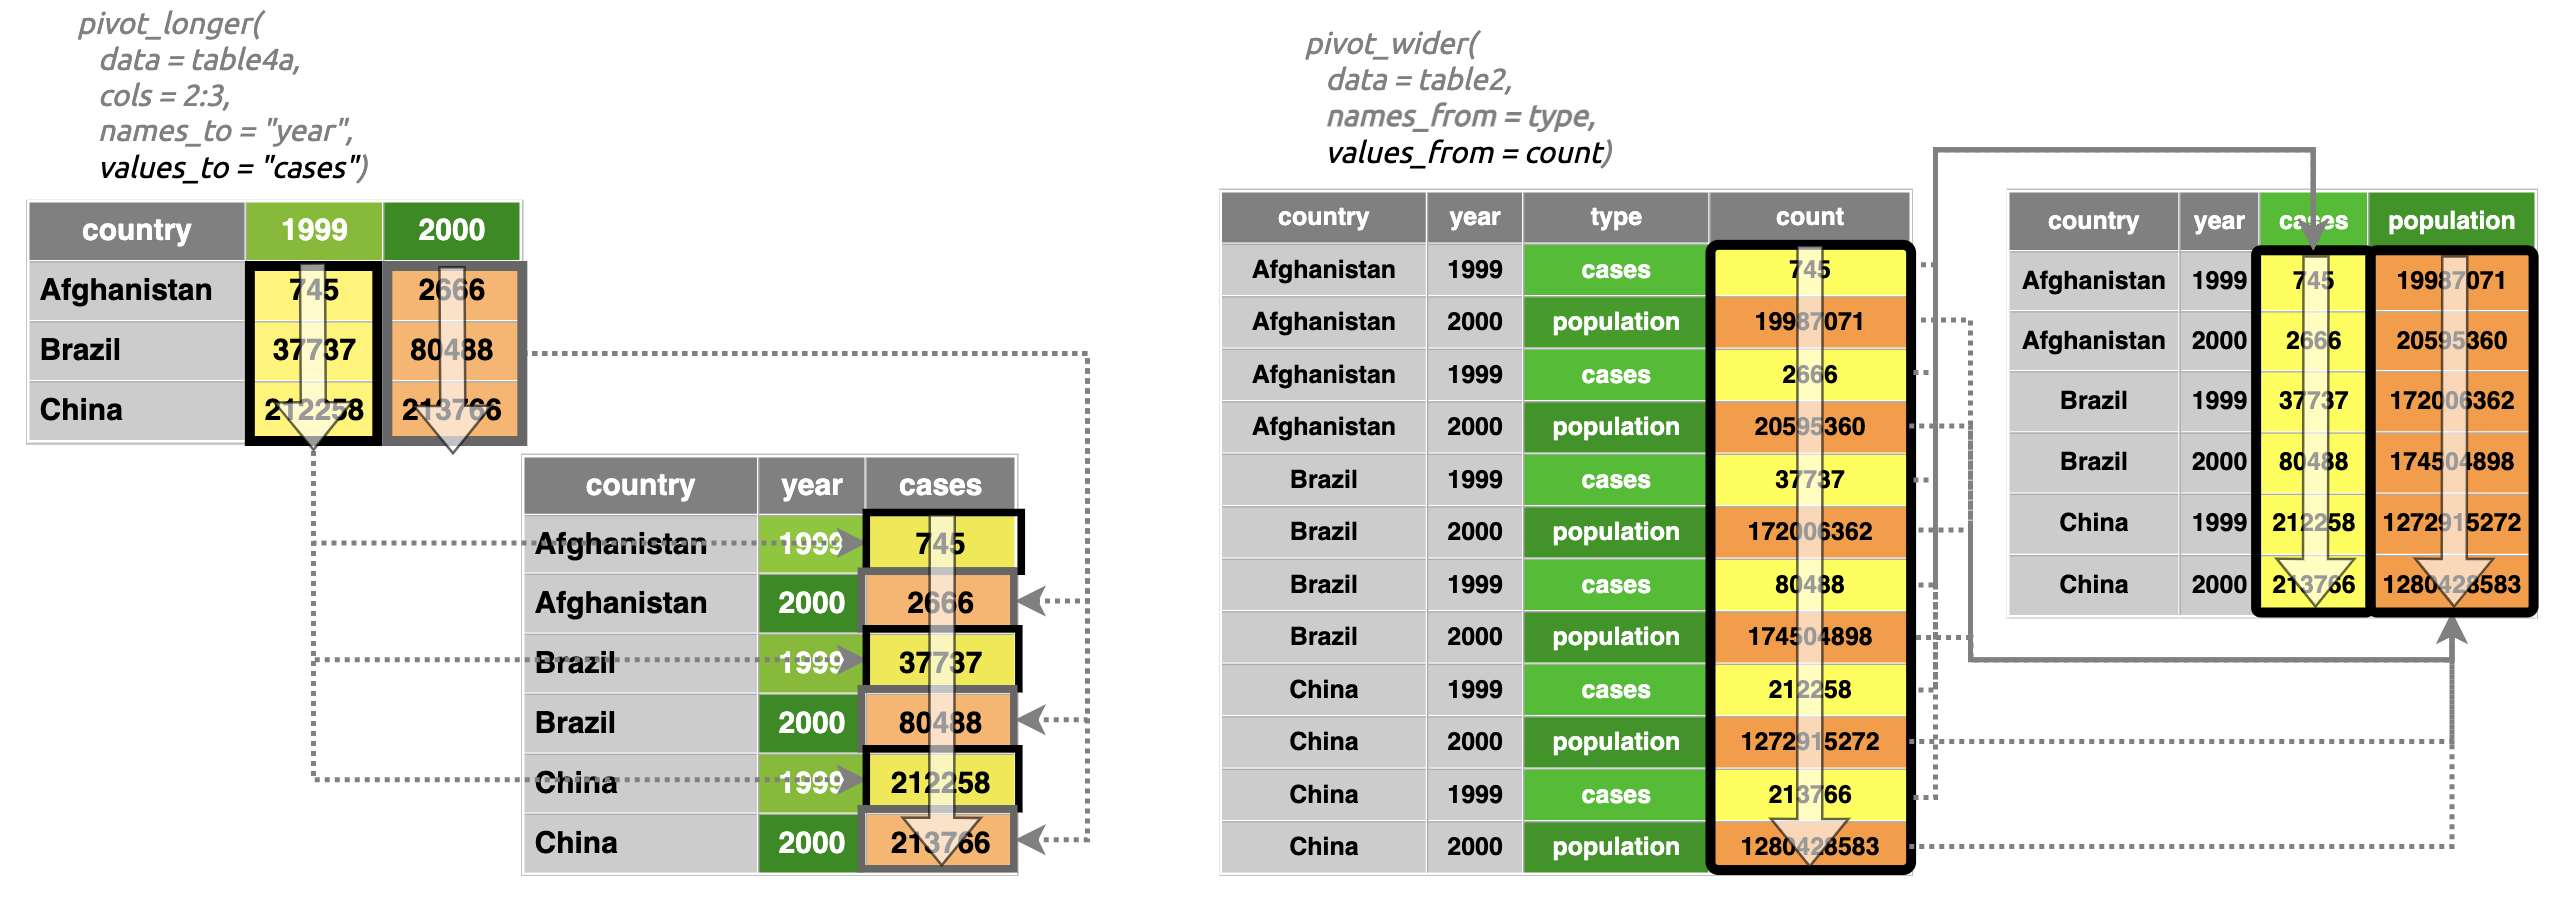 pivot_longer(
data = table4a,
cols = 2:3,
names_to = "year",
values_to = "cases")
country 1999 2000
Afghanistan 745 2666
Brazil 37737 80488
China 212258 213766
country year cases
Afghanistan 1999 745
Afghanistan 2000 2666
Brazil 1999 37737
Brazil 2000 80488
China 1999 212258
China 2000 213766
pivot_wider(
data = table2,
names_from = type,
values_from = count)
country year type count
Afghanistan 1999 cases 745
Afghanistan 2000 population 19987071
Afghanistan 1999 cases 2666
Afghanistan 2000 population 20595360
Brazil 1999 cases 37737
Brazil 2000 population 172006362
Brazil 1999 cases 80488
Brazil 2000 population 174504898
China 1999 cases 212258
China 2000 population 1272915272
China 1999 cases 213766
China 2000 population 1280428583
country year cases population
Afghanistan 1999 745 19987071
Afghanistan 2000 2666 20595360
Brazil 1999 37737 172006362
Brazil 2000 80488 174504898
China 1999 212258 1272915272
China 2000 213766 1280428583